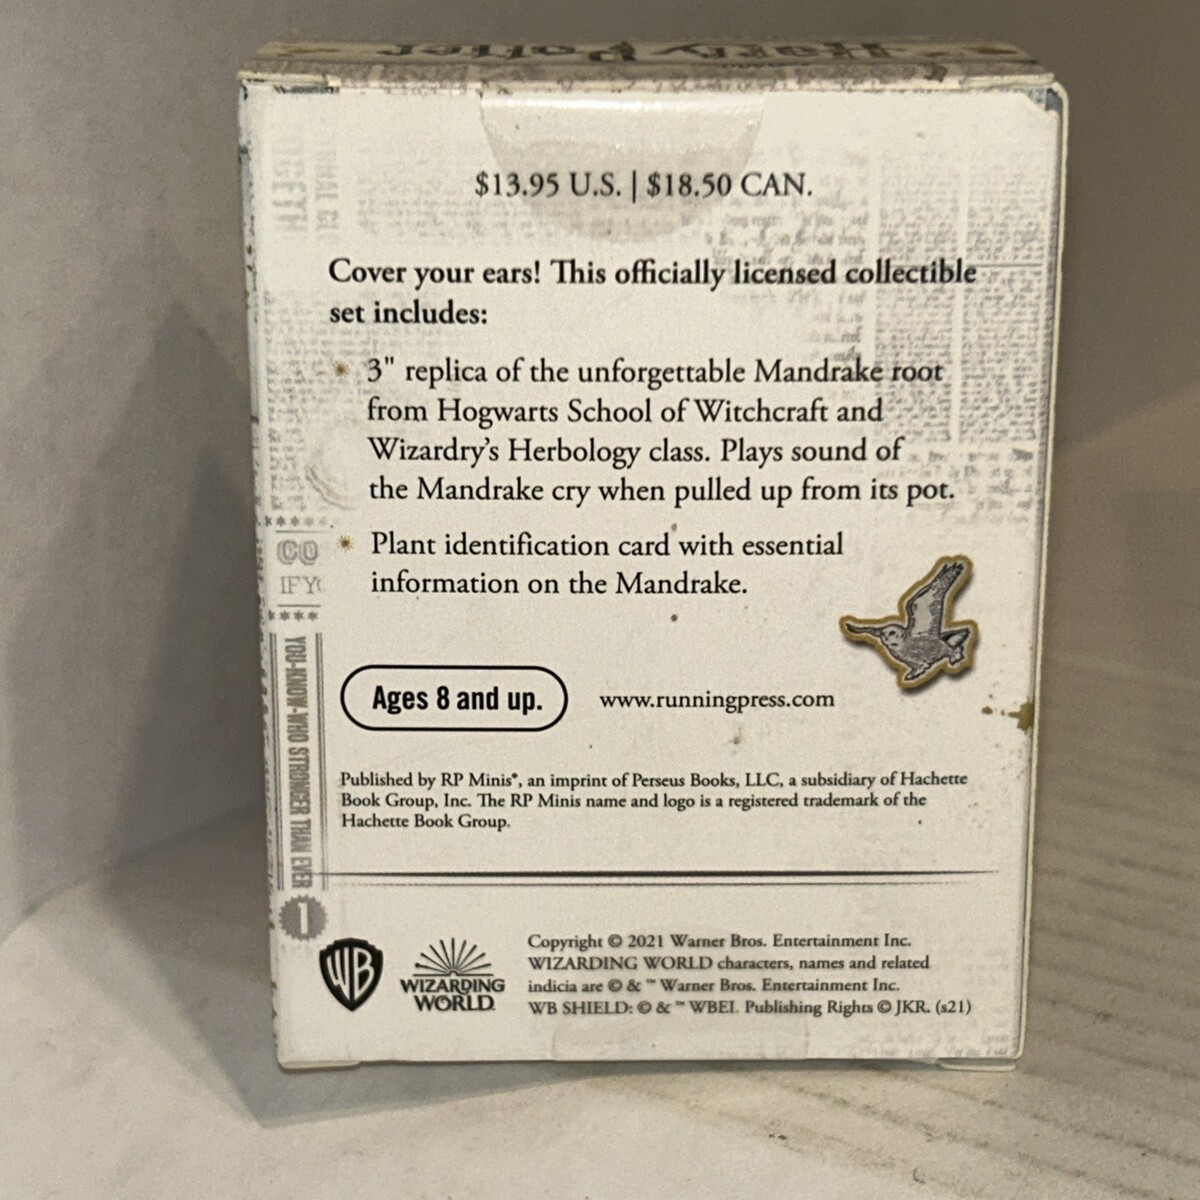 Harry Potter
$13.95 U.S. | $18.50 CAN.
Cover your ears! This officially licensed collectible
set includes:
3" replica of the unforgettable Mandrake root
from Hogwarts School of Witchcraft and
Wizardry's Herbology class. Plays sound of
the Mandrake cry when pulled up from its pot.
Plant identification card with essential
information on the Mandrake.
CO
IF YO
YOU-KNOW-WHO STRONGER THAN EVER
1
Ages 8 and up.
www.runningpress.com
Published by RP Minis®, an imprint of Perseus Books, LLC, a subsidiary of Hachette
Book Group, Inc. The RP Minis name and logo is a registered trademark of the
Hachette Book Group.
WB
WIZARDING
WORLD
Copyright © 2021 Warner Bros. Entertainment Inc.
WIZARDING WORLD characters, names and related
indicia are © & ™ Warner Bros. Entertainment Inc.
WB SHIELD: © & ™ WBEI. Publishing Rights © JKR. (s21)